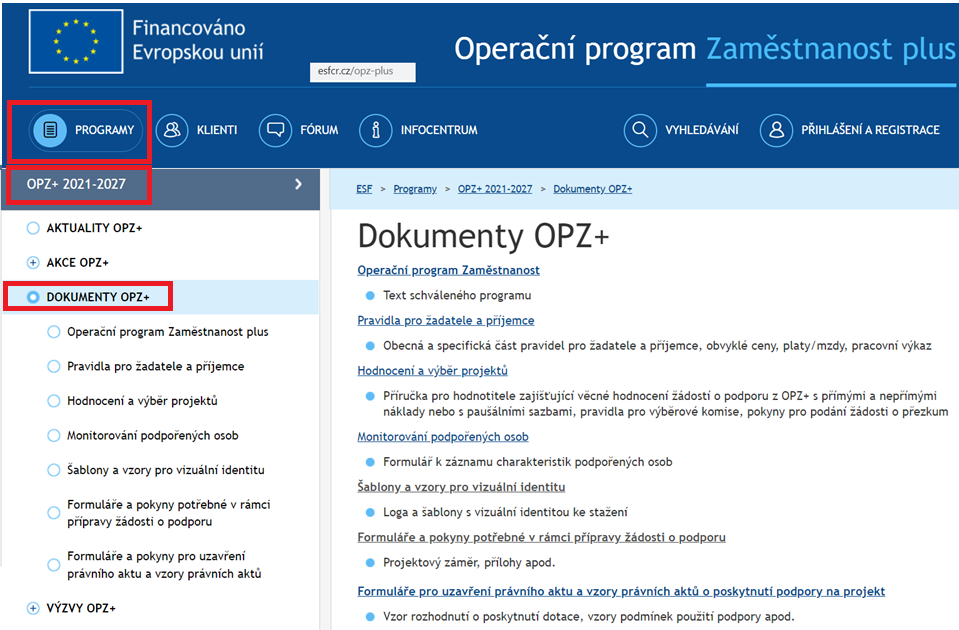 Financováno
Evropskou unií
esfcr.cz/opz-plus
Operační program Zaměstnanost plus
PROGRAMY
KLIENTI
FÓRUM
INFOCENTRUM
VYHLEDÁVÁNÍ
PŘIHLÁŠENÍ A REGISTRACE
OPZ+ 2021-2027
AKTUALITY OPZ+
AKCE OPZ+
DOKUMENTY OPZ+
Operační program Zaměstnanost plus
Pravidla pro žadatele a příjemce
Hodnocení a výběr projektů
Monitorování podpořených osob
Šablony a vzory pro vizuální identitu
Formuláře a pokyny potřebné v rámci
přípravy žádosti o podporu
Formuláře a pokyny pro uzavření
právního aktu a vzory právních aktů
VÝZVY OPZ+
ESF > Programy > OPZ+ 2021-2027 > Dokumenty OPZ+
Dokumenty OPZ+
Operační program Zaměstnanost
Text schváleného programu
Pravidla pro žadatele a příjemce
Obecná a specifická část pravidel pro žadatele a příjemce, obvyklé ceny, platy/mzdy, pracovní výkaz
Hodnocení a výběr projektů
Příručka pro hodnotitele zajišťující věcné hodnocení žádostí o podporu z OPZ+ s přímými a nepřímými
náklady nebo s paušálními sazbami, pravidla pro výběrové komise, pokyny pro podání žádosti o přezkum
Monitorování podpořených osob
Formulář k záznamu charakteristik podpořených osob
Šablony a vzory pro vizuální identitu
Loga a šablony s vizuální identitou ke stažení
Formuláře a pokyny potřebné v rámci přípravy žádosti o podporu
Projektový záměr, přílohy apod.
Formuláře pro uzavření právního aktu a vzory právních aktů o poskytnutí podpory na projekt
Vzor rozhodnutí o poskytnutí dotace, vzory podmínek použití podpory apod.